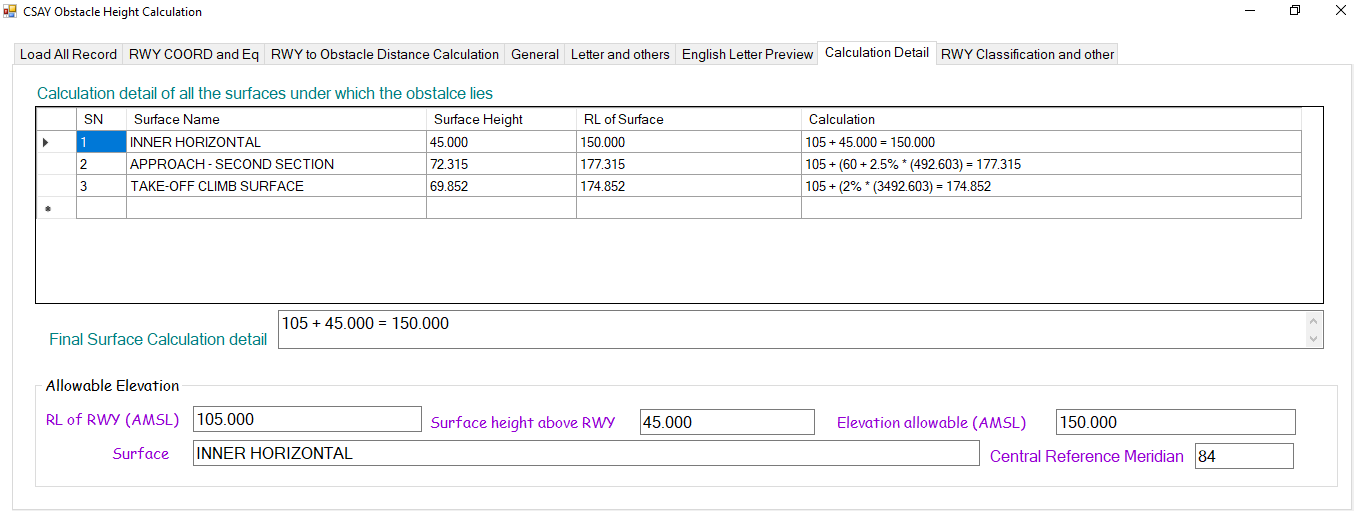 CSAY Obstacle Height Calculation
Load All Record RWY COORD and Eq RWY to Obstacle Distance Calculation General Letter and others English Letter Preview Calculation Detail RWY Classification and other
Calculation detail of all the surfaces under which the obstalce lies
SN Surface Name Surface Height RL of Surface Calculation
1 INNER HORIZONTAL 45.000 150.000 105 + 45.000 = 150.000
2 APPROACH - SECOND SECTION 72.315 177.315 105 + (60 + 2.5% * (492.603) = 177.315
3 TAKE-OFF CLIMB SURFACE 69.852 174.852 105 + (2% * (3492.603) = 174.852
Final Surface Calculation detail 105 + 45.000 = 150.000
Allowable Elevation
RL of RWY (AMSL) 105.000 Surface height above RWY 45.000 Elevation allowable (AMSL) 150.000
Surface INNER HORIZONTAL Central Reference Meridian 84